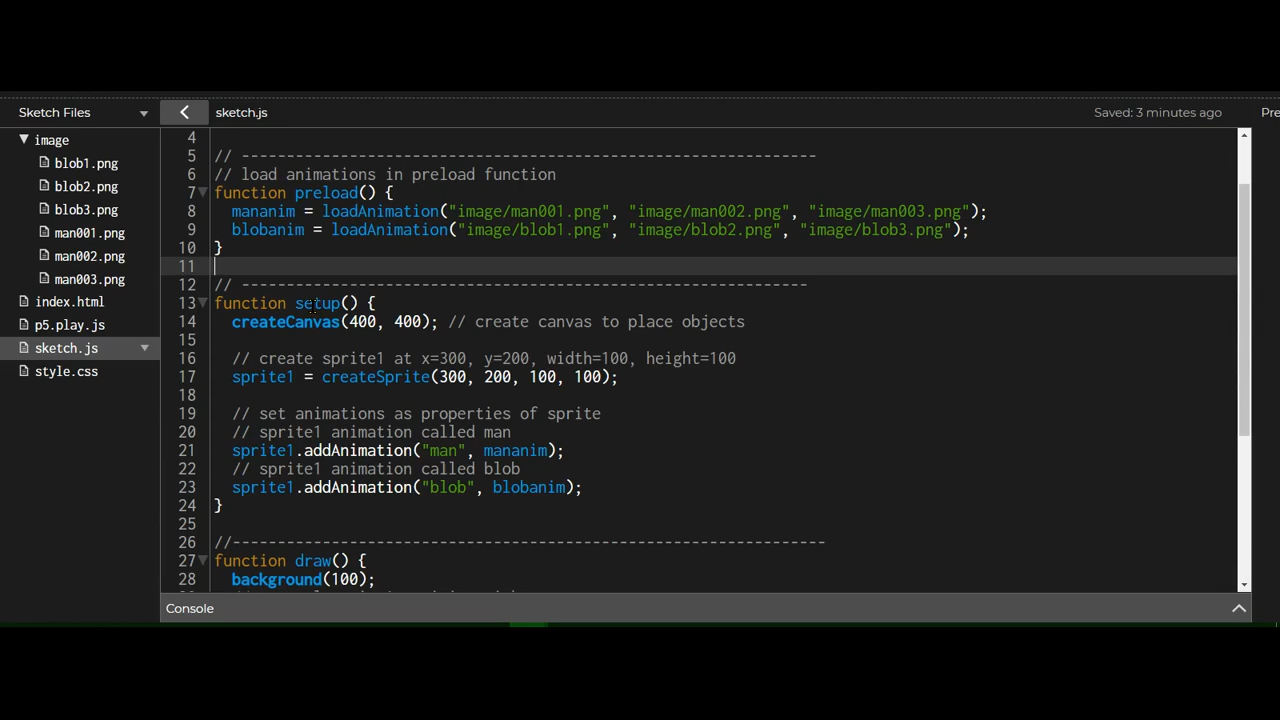 Sketch Files
sketch.js
Saved: 3 minutes ago
Pre
image
blob1.png
blob2.png
blob3.png
man001.png
man002.png
man003.png
index.html
p5.play.js
sketch.js
style.css
4
5 // ----------------------------------------------------------------
6 // load animations in preload function
7 function preload() {
8 mananim = loadAnimation("image/man001.png", "image/man002.png", "image/man003.png");
9 blobanim = loadAnimation("image/blob1.png", "image/blob2.png", "image/blob3.png");
10 }
11
12 // ---------------------------------------------------------------
13 function setup() {
14 createCanvas(400, 400); // create canvas to place objects
15
16 // create sprite1 at x=300, y=200, width=100, height=100
17 sprite1 = createSprite(300, 200, 100, 100);
18
19 // set animations as properties of sprite
20 // sprite1 animation called man
21 sprite1.addAnimation("man", mananim);
22 // sprite1 animation called blob
23 sprite1.addAnimation("blob", blobanim);
24 }
25
26 //------------------------------------------------------------------
27 function draw() {
28 background(100);
Console